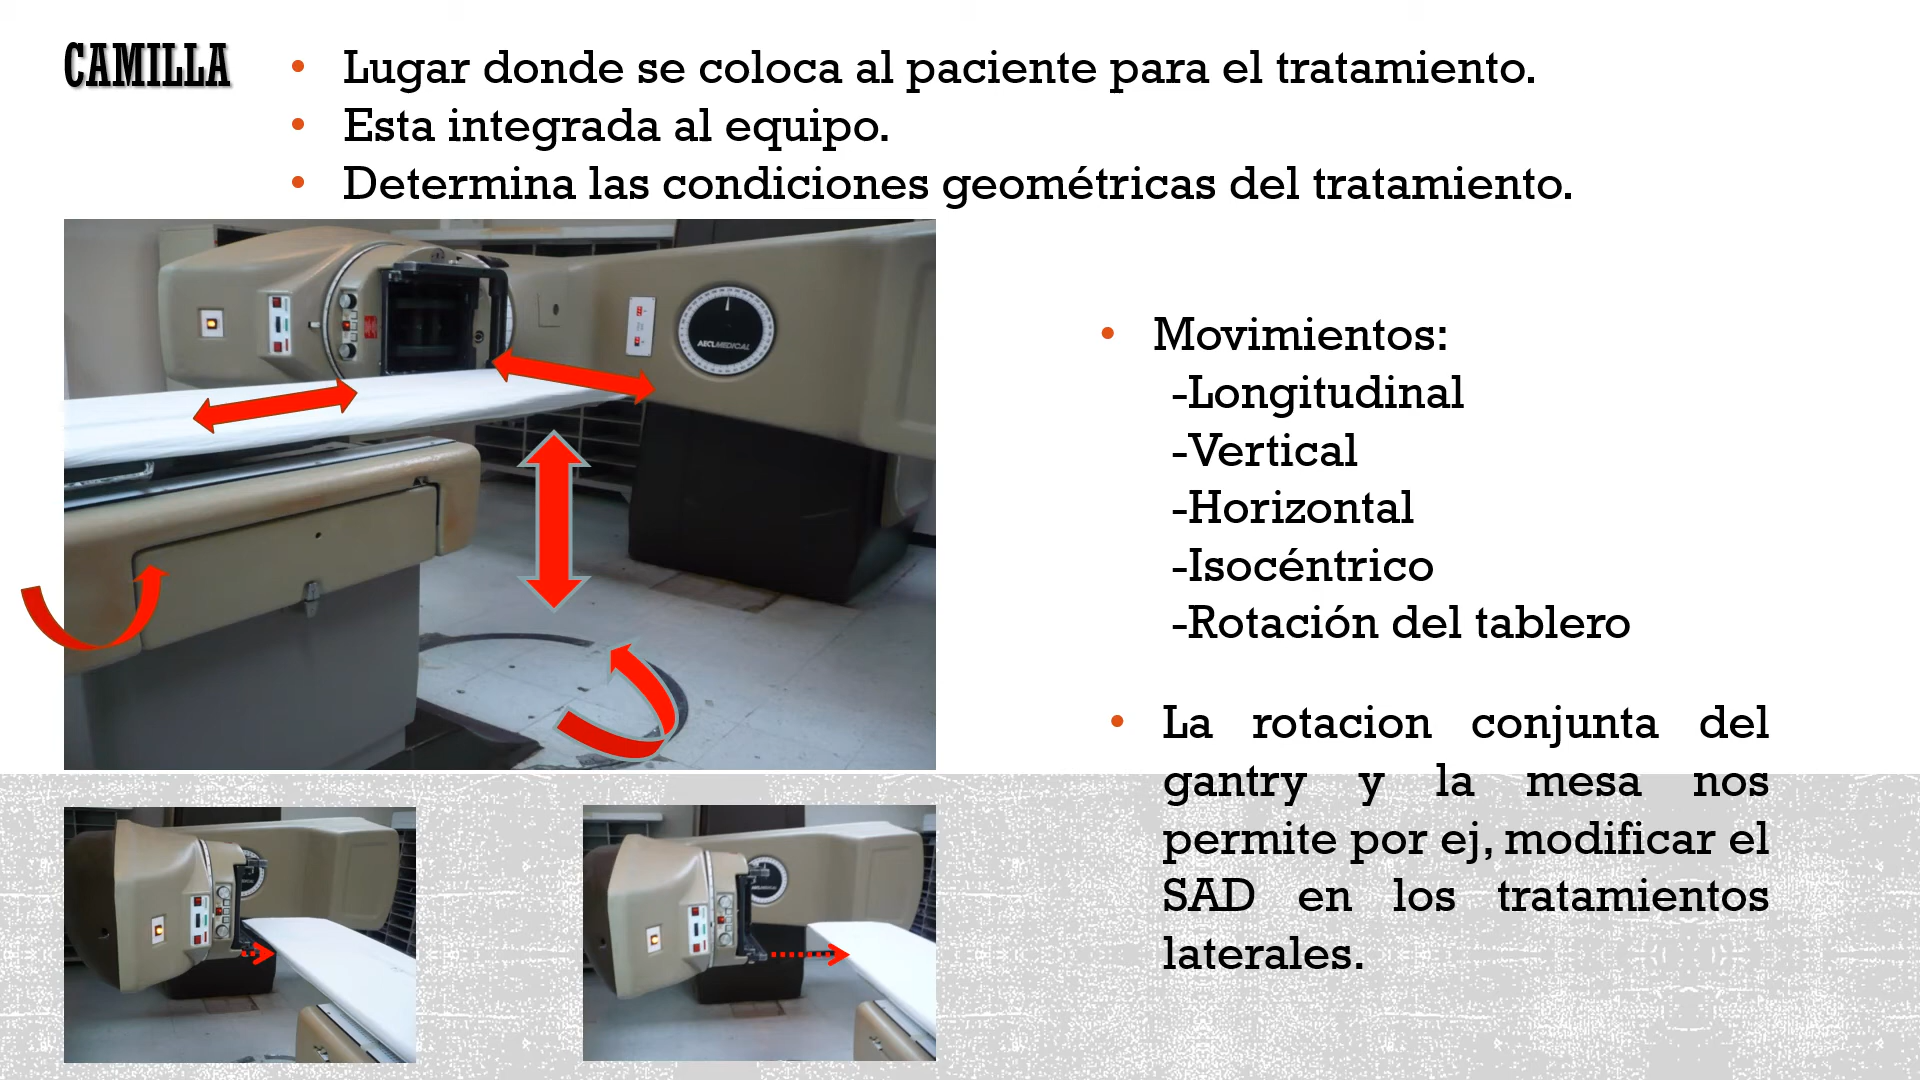 CAMILLA
• Lugar donde se coloca al paciente para el tratamiento.
• Esta integrada al equipo.
• Determina las condiciones geométricas del tratamiento.
AECL MEDICAL
• Movimientos:
-Longitudinal
-Vertical
-Horizontal
-Isocéntrico
-Rotación del tablero
• La rotacion conjunta del
gantry y la mesa nos
permite por ej, modificar el
SAD en los tratamientos
laterales.